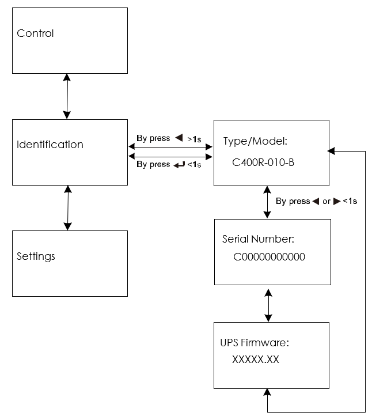 Control
Identification
By press ◄ >1s
By press ↵ <1s
Type/Model:
C400R-010-B
By press ◄ or ► <1s
Settings
Serial Number:
C00000000000
UPS Firmware:
XXXXX.XX